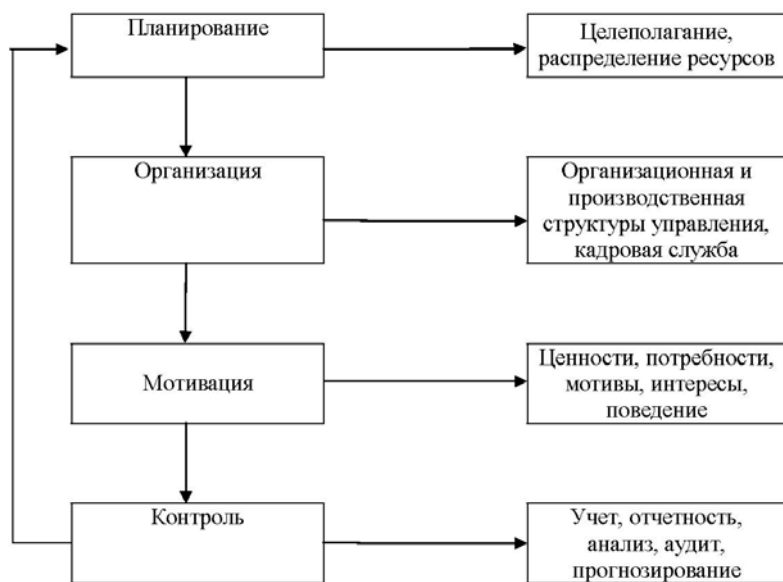 Планирование
Целеполагание,
распределение ресурсов
Организация
Организационная и
производственная
структуры управления,
кадровая служба
Мотивация
Ценности, потребности,
мотивы, интересы,
поведение
Контроль
Учет, отчетность,
анализ, аудит,
прогнозирование